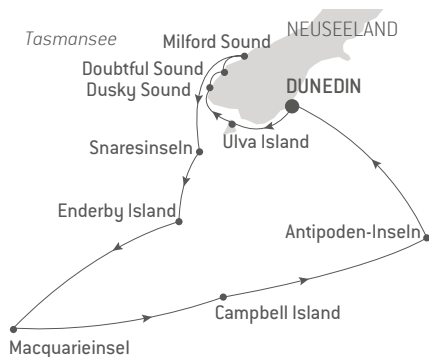 NEUSEELAND
Tasmansee
Milford Sound
Doubtful Sound
Dusky Sound
DUNEDIN
Ulva Island
Snaresinseln
Enderby Island
Antipoden-Inseln
Campbell Island
Macquarieinsel